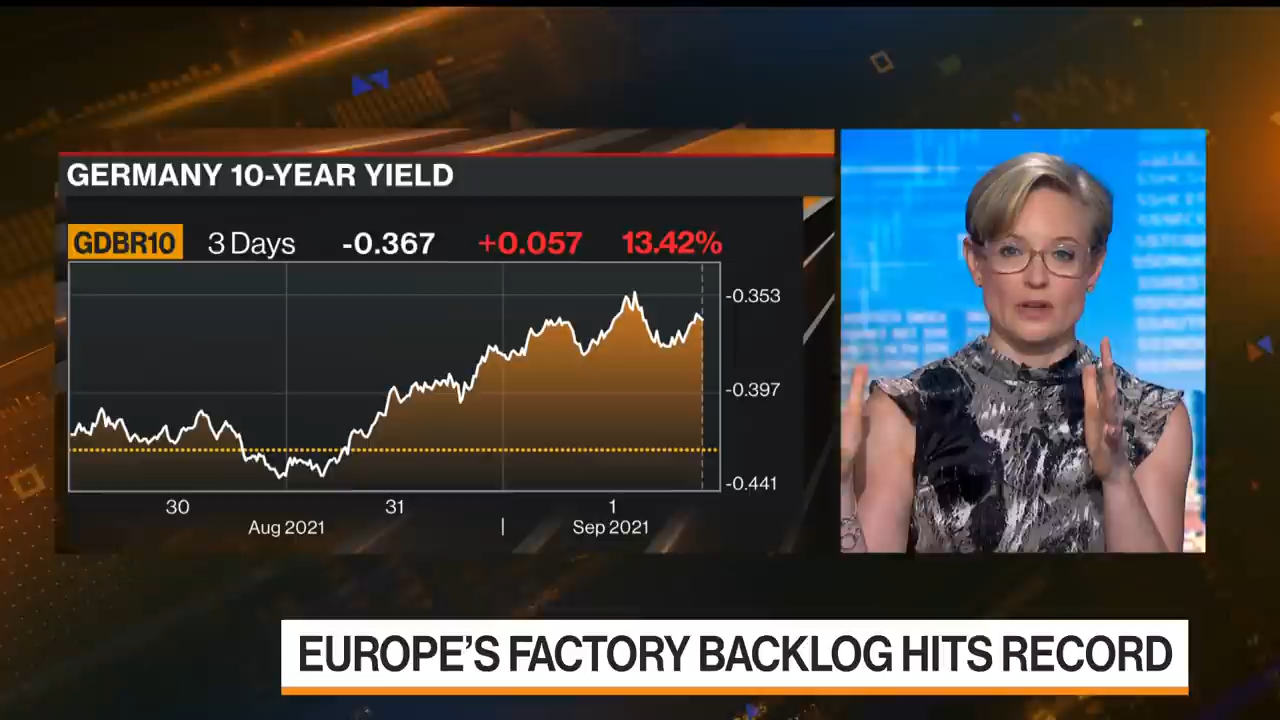 GERMANY 10-YEAR YIELD
GDBR10 3 Days -0.367 +0.057 13.42%
-0.353
-0.397
-0.441
30 31 1
Aug 2021 | Sep 2021
EUROPE'S FACTORY BACKLOG HITS RECORD